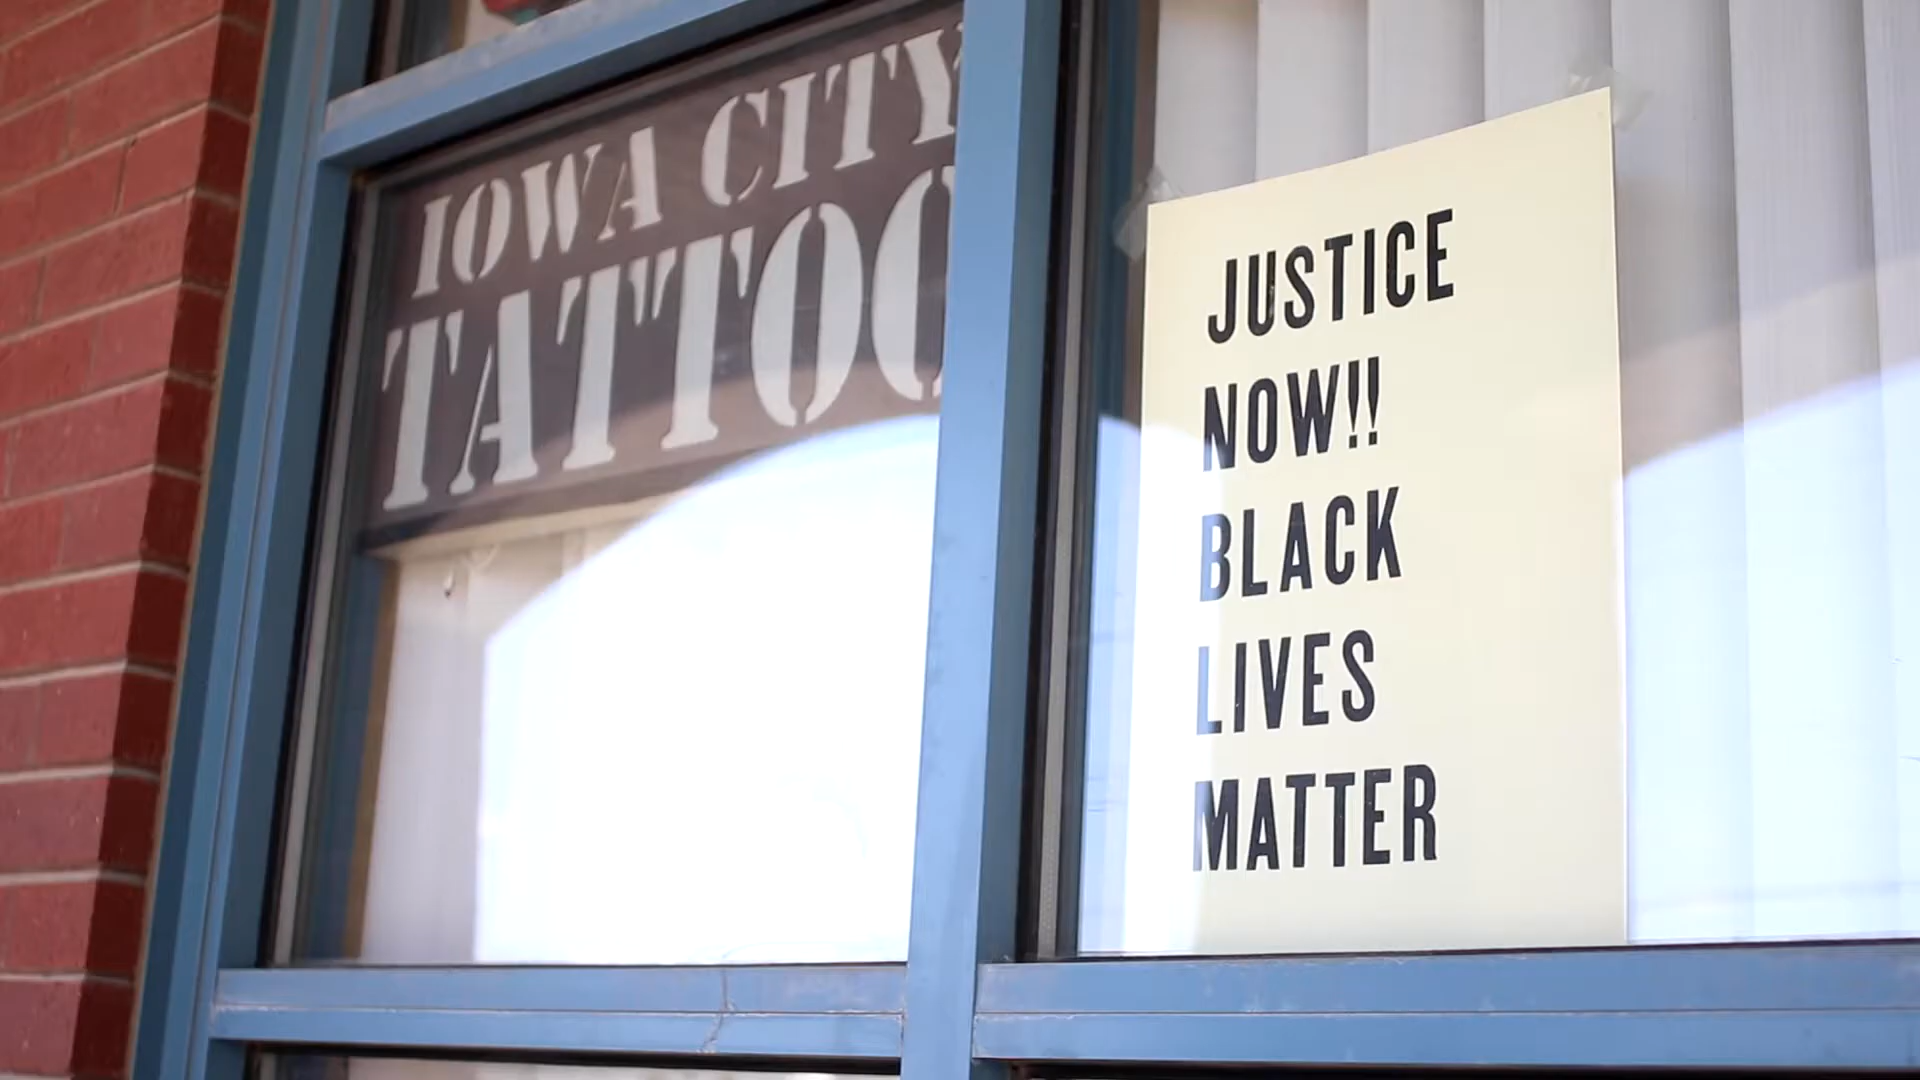 IOWA CITY
TATTOO
JUSTICE
NOW!!
BLACK
LIVES
MATTER